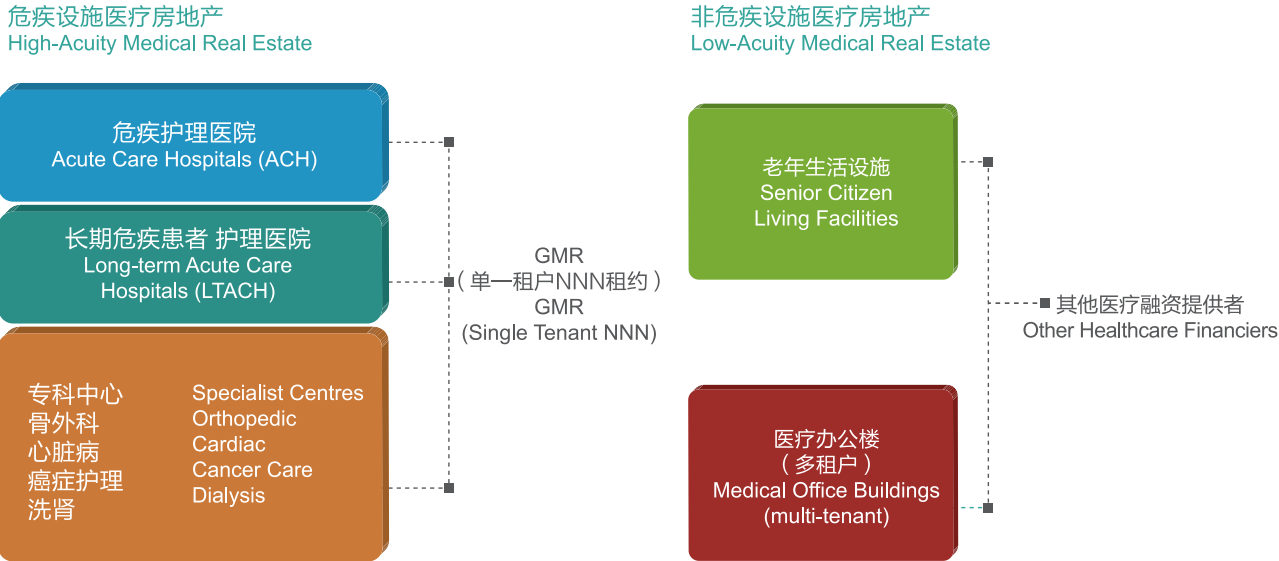 危疾设施医疗房地产
High-Acuity Medical Real Estate
危疾护理医院
Acute Care Hospitals (ACH)
长期危疾患者 护理医院
Long-term Acute Care
Hospitals (LTACH)
专科中心
骨外科
心脏病
癌症护理
洗肾
Specialist Centres
Orthopedic
Cardiac
Cancer Care
Dialysis
GMR
（单一租户NNN租约）
GMR
(Single Tenant NNN)
非危疾设施医疗房地产
Low-Acuity Medical Real Estate
老年生活设施
Senior Citizen
Living Facilities
医疗办公楼
（多租户）
Medical Office Buildings
(multi-tenant)
其他医疗融资提供者
Other Healthcare Financiers